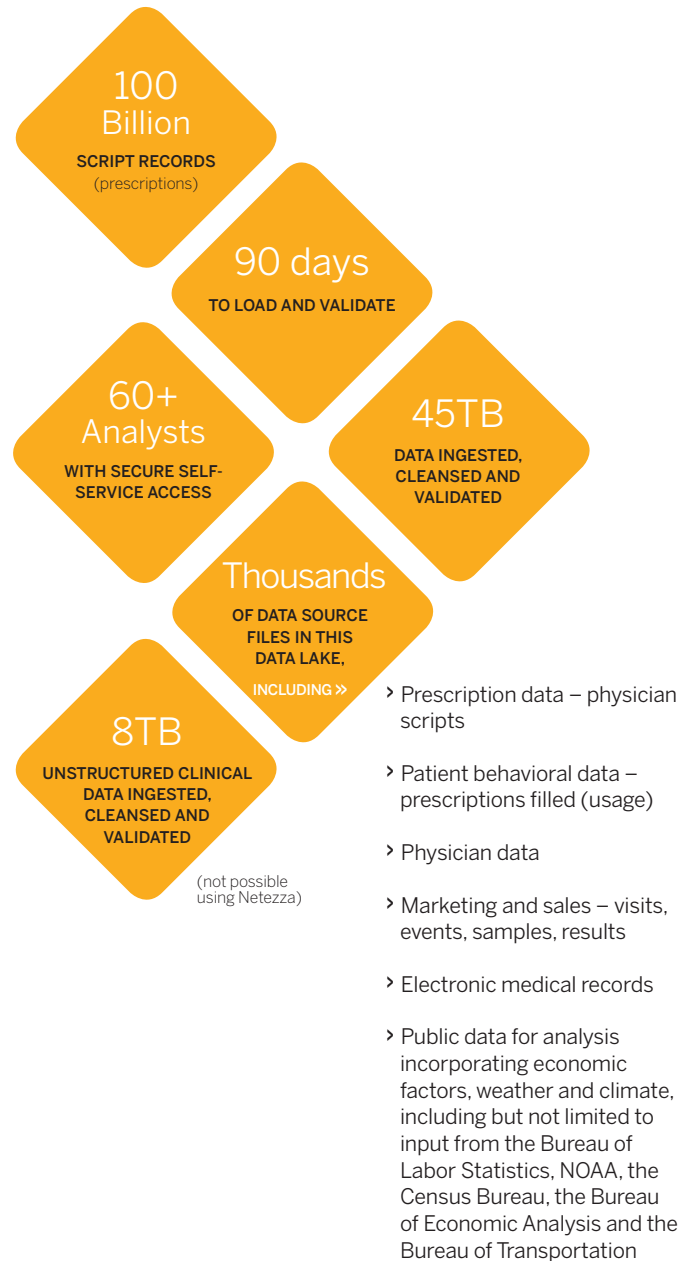 100
Billion
SCRIPT RECORDS
(prescriptions)
90 days
TO LOAD AND VALIDATE
60+
Analysts
WITH SECURE SELF-
SERVICE ACCESS
45TB
DATA INGESTED,
CLEANSED AND
VALIDATED
Thousands
OF DATA SOURCE
FILES IN THIS
DATA LAKE,
INCLUDING »
8TB
UNSTRUCTURED CLINICAL
DATA INGESTED,
CLEANSED AND
VALIDATED
(not possible
using Netezza)
› Prescription data – physician
scripts
› Patient behavioral data –
prescriptions filled (usage)
› Physician data
› Marketing and sales – visits,
events, samples, results
› Electronic medical records
› Public data for analysis
incorporating economic
factors, weather and climate,
including but not limited to
input from the Bureau of
Labor Statistics, NOAA, the
Census Bureau, the Bureau
of Economic Analysis and the
Bureau of Transportation